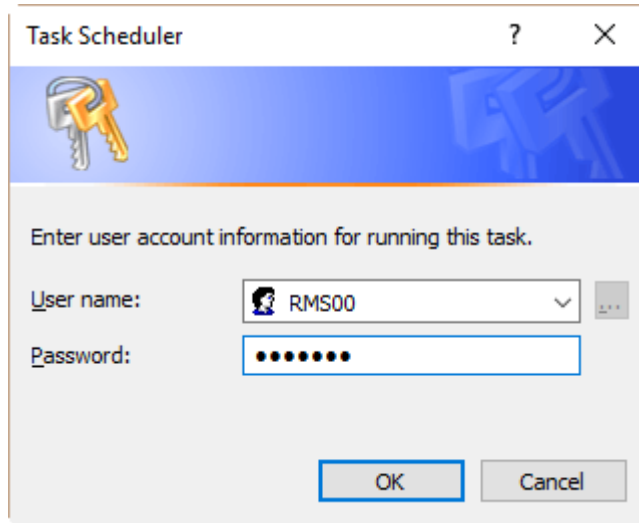 Task Scheduler ?
Enter user account information for running this task.
User name: RMS00 ...
Password: •••••••
OK Cancel